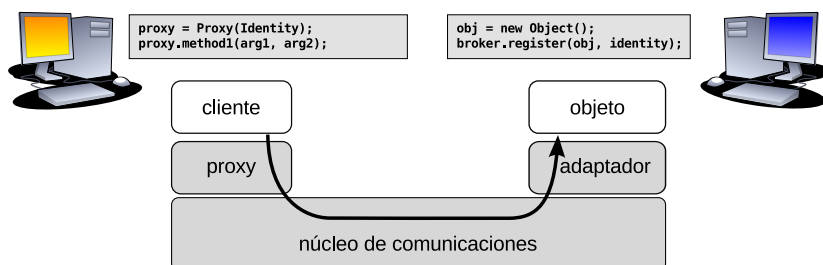 proxy = Proxy(Identity);
proxy.method1(arg1, arg2);
obj = new Object();
broker.register(obj, identity);
cliente
objeto
proxy
adaptador
núcleo de comunicaciones